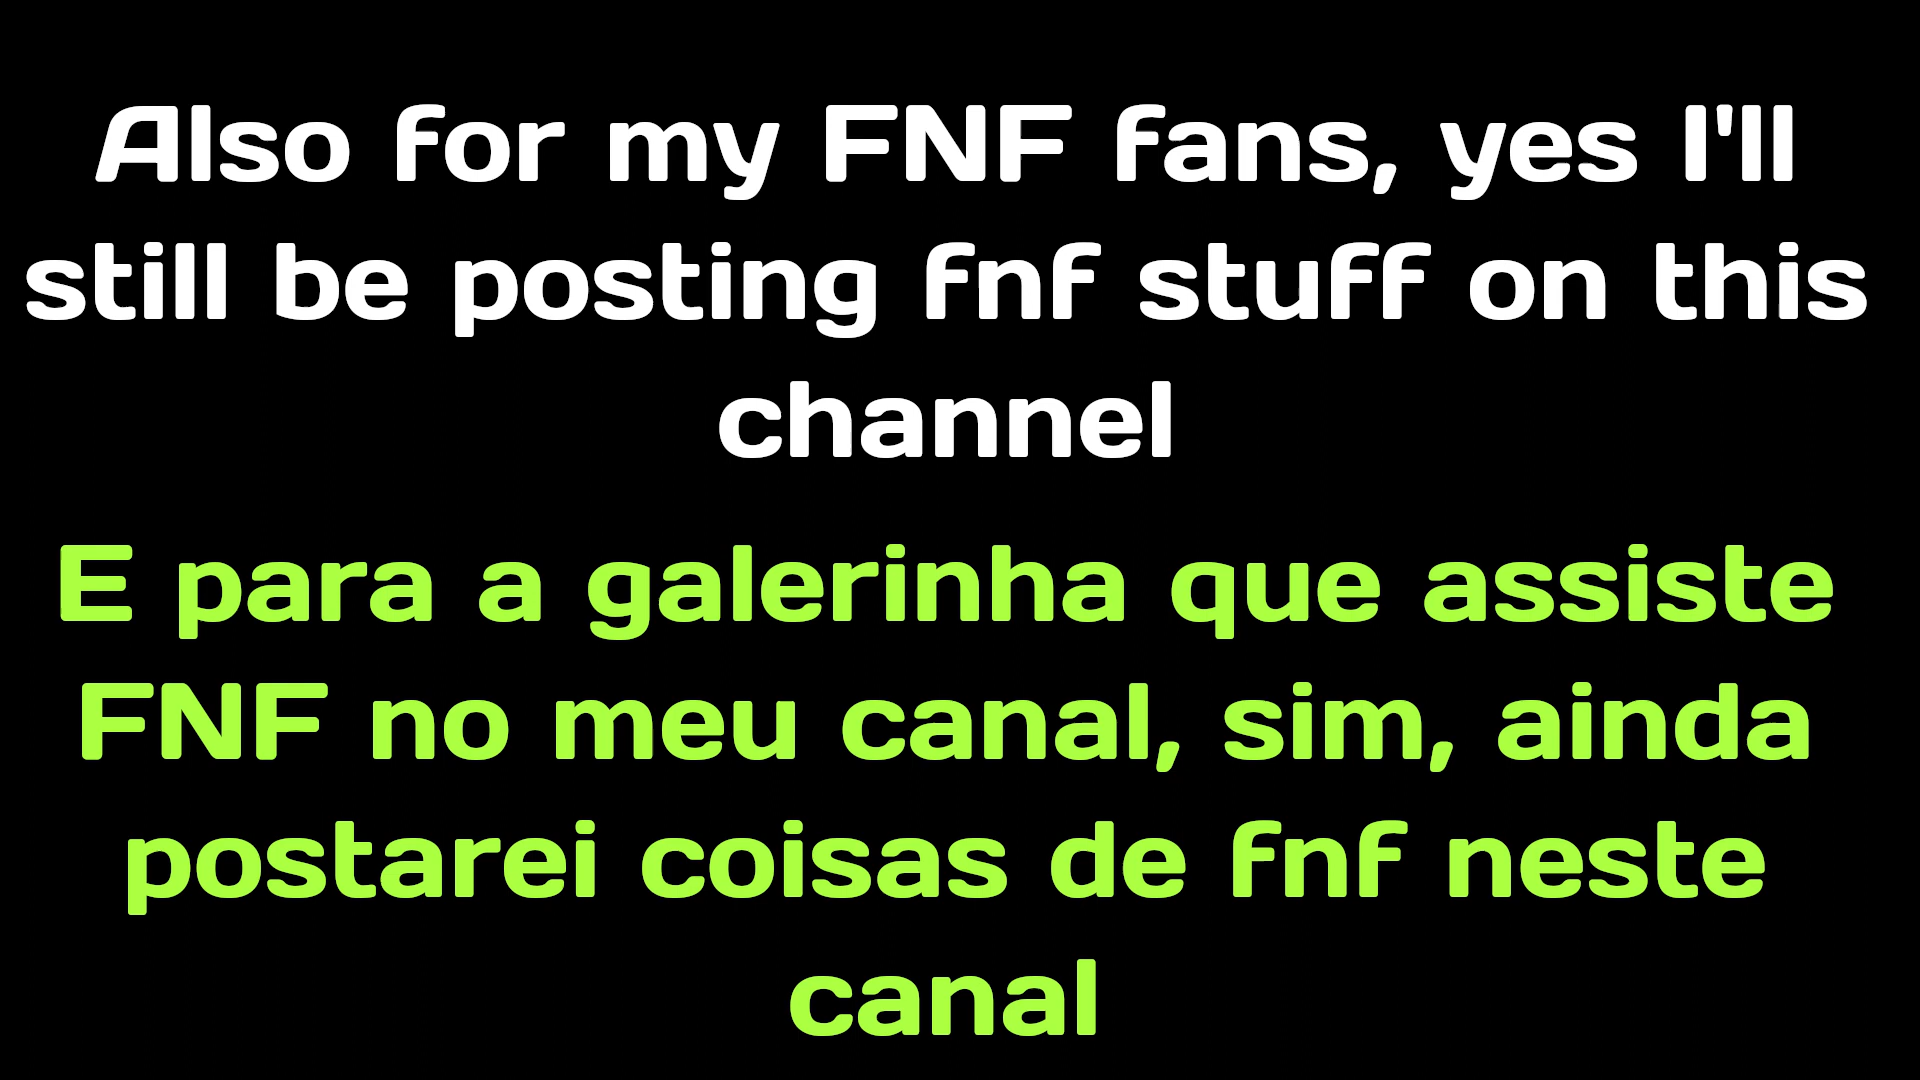 Also for my FNF fans, yes I'll
still be posting fnf stuff on this
channel
E para a galerinha que assiste
FNF no meu canal, sim, ainda
postarei coisas de fnf neste
canal